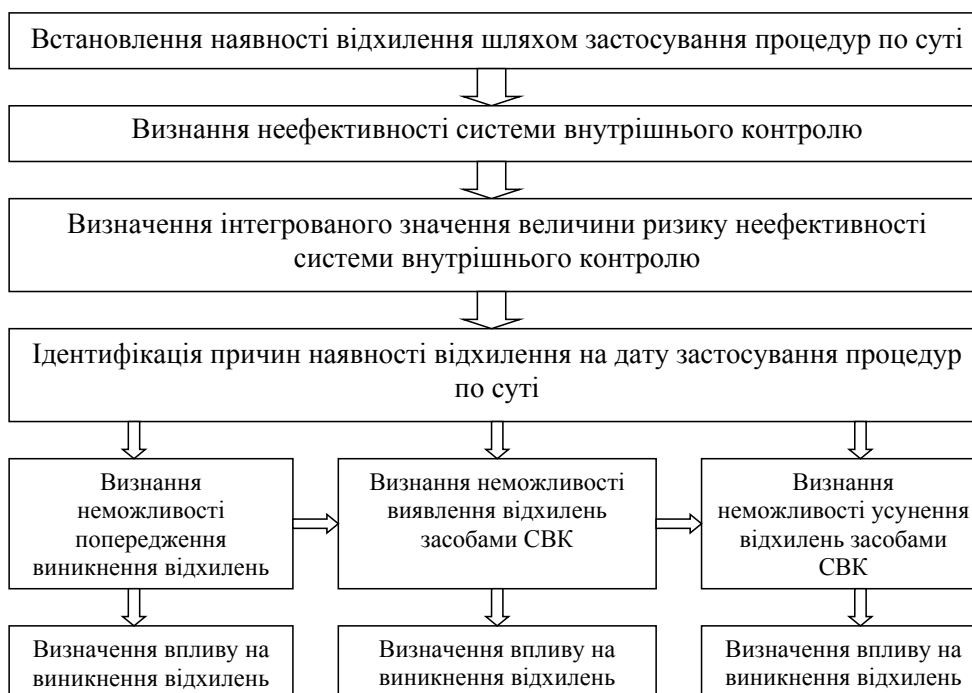 Встановлення наявності відхилення шляхом застосування процедур по суті
Визнання неефективності системи внутрішнього контролю
Визначення інтегрованого значення величини ризику неефективності
системи внутрішнього контролю
Ідентифікація причин наявності відхилення на дату застосування процедур
по суті
Визнання
неможливості
попередження
виникнення відхилень
Визнання неможливості
виявлення відхилень
засобами СВК
Визнання
неможливості усунення
відхилень засобами
СВК
Визначення впливу на
виникнення відхилень
Визначення впливу на
виникнення відхилень
Визначення впливу на
виникнення відхилень